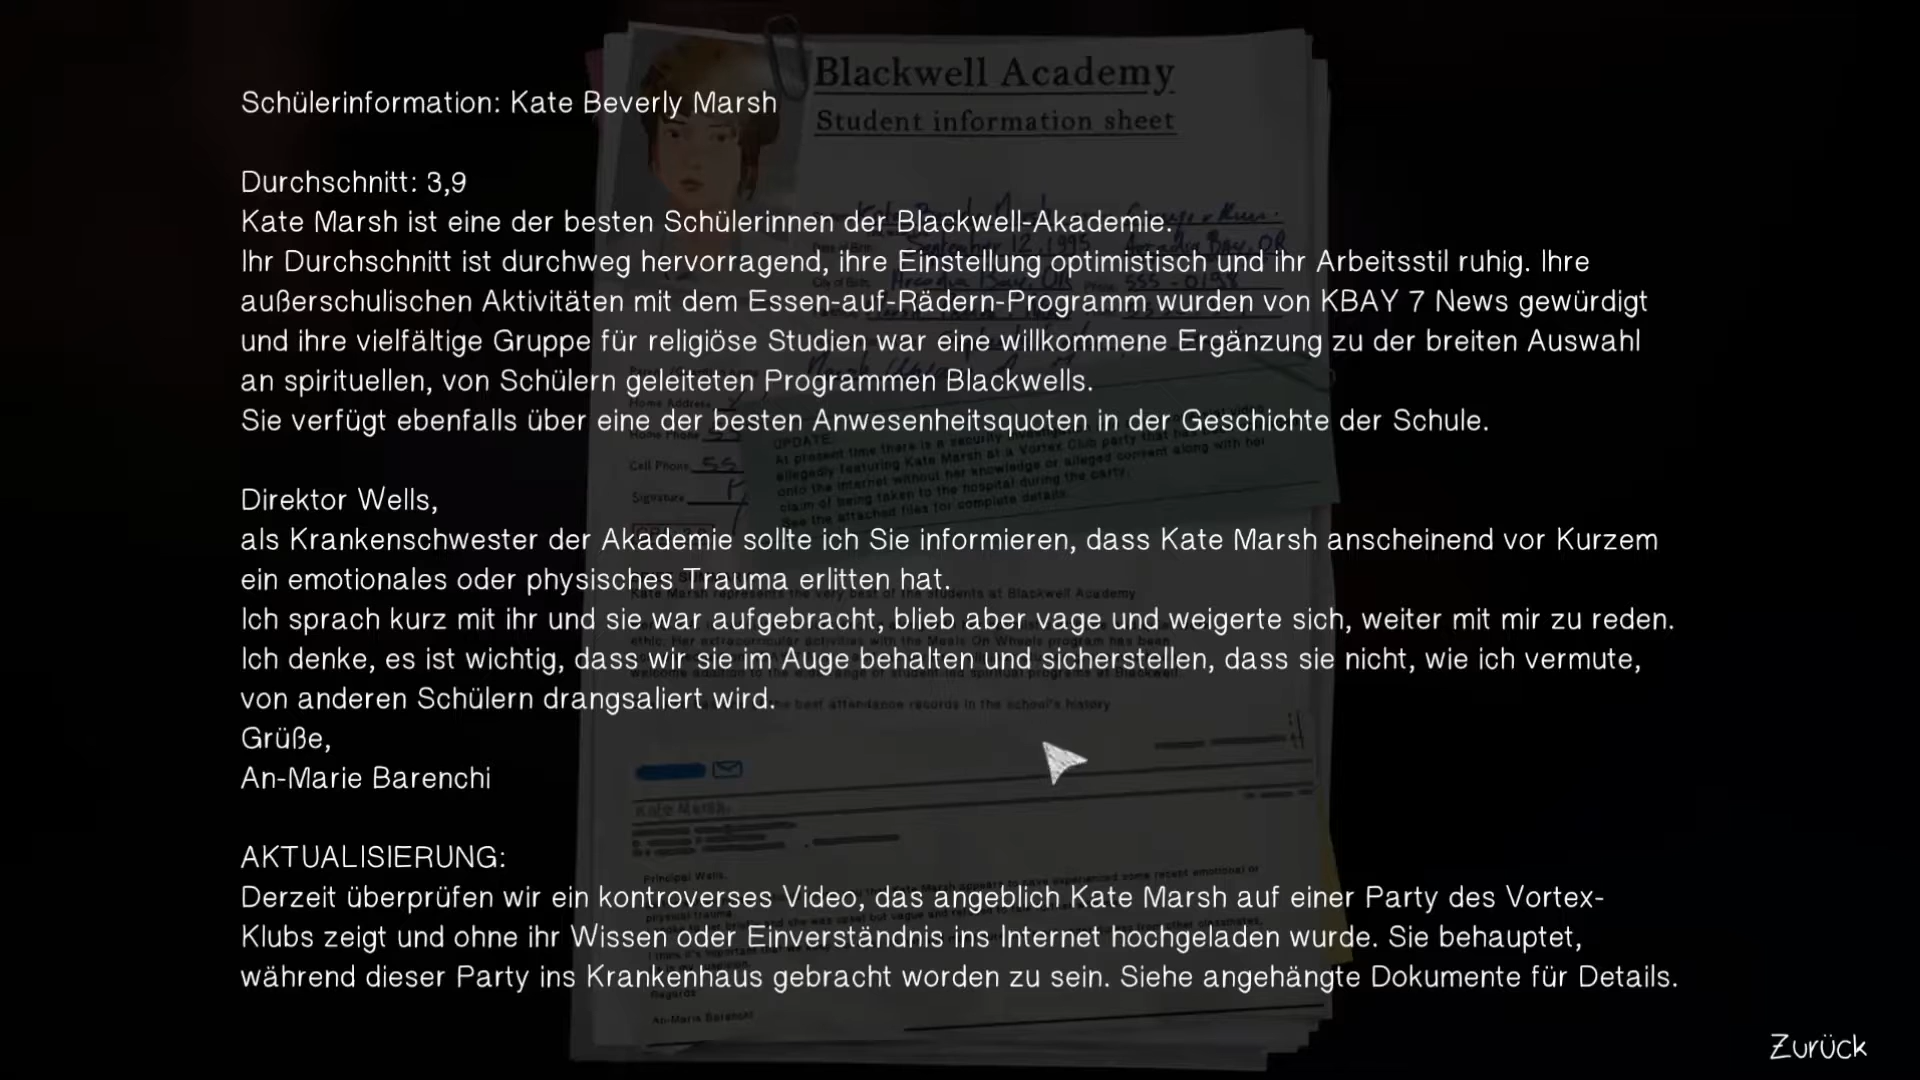 Blackwell Academy
Student information sheet
Schülerinformation: Kate Beverly Marsh
Durchschnitt: 3,9
Kate Marsh ist eine der besten Schülerinnen der Blackwell-Akademie.
Ihr Durchschnitt ist durchweg hervorragend, ihre Einstellung optimistisch und ihr Arbeitsstil ruhig. Ihre
außerschulischen Aktivitäten mit dem Essen-auf-Rädern-Programm wurden von KBAY 7 News gewürdigt
und ihre vielfältige Gruppe für religiöse Studien war eine willkommene Ergänzung zu der breiten Auswahl
an spirituellen, von Schülern geleiteten Programmen Blackwells.
Sie verfügt ebenfalls über eine der besten Anwesenheitsquoten in der Geschichte der Schule.
Direktor Wells,
als Krankenschwester der Akademie sollte ich Sie informieren, dass Kate Marsh anscheinend vor Kurzem
ein emotionales oder physisches Trauma erlitten hat.
Ich sprach kurz mit ihr und sie war aufgebracht, blieb aber vage und weigerte sich, weiter mit mir zu reden.
Ich denke, es ist wichtig, dass wir sie im Auge behalten und sicherstellen, dass sie nicht, wie ich vermute,
von anderen Schülern drangsaliert wird.
Grüße,
An-Marie Barenchi
AKTUALISIERUNG:
Derzeit überprüfen wir ein kontroverses Video, das angeblich Kate Marsh auf einer Party des Vortex-
Klubs zeigt und ohne ihr Wissen oder Einverständnis ins Internet hochgeladen wurde. Sie behauptet,
während dieser Party ins Krankenhaus gebracht worden zu sein. Siehe angehängte Dokumente für Details.
Zurück